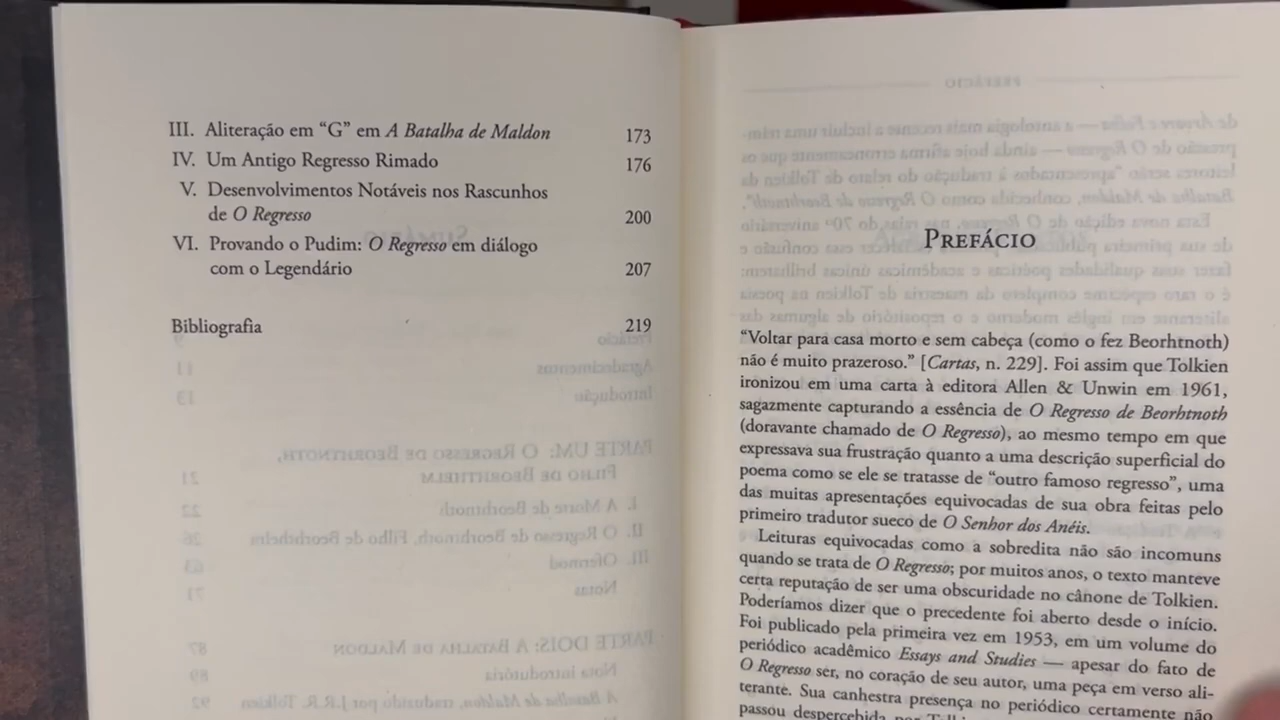 III. Aliteração em “G” em A Batalha de Maldon 173
IV. Um Antigo Regresso Rimado 176
V. Desenvolvimentos Notáveis nos Rascunhos
de O Regresso 200
VI. Provando o Pudim: O Regresso em diálogo
com o Legendário 207
Bibliografia 219
PREFÁCIO
“Voltar para casa morto e sem cabeça (como o fez Beorhtnoth)
não é muito prazeroso.” [Cartas, n. 229]. Foi assim que Tolkien
ironizou em uma carta à editora Allen & Unwin em 1961,
sagazmente capturando a essência de O Regresso de Beorhtnoth
(doravante chamado de O Regresso), ao mesmo tempo em que
expressava sua frustração quanto a uma descrição superficial do
poema como se ele se tratasse de “outro famoso regresso”, uma
das muitas apresentações equivocadas de sua obra feitas pelo
primeiro tradutor sueco de O Senhor dos Anéis.
Leituras equivocadas como a sobredita não são incomuns
quando se trata de O Regresso; por muitos anos, o texto manteve
certa reputação de ser uma obscuridade no cânone de Tolkien.
Poderíamos dizer que o precedente foi aberto desde o início.
Foi publicado pela primeira vez em 1953, em um volume do
periódico acadêmico Essays and Studies — apesar do fato de
O Regresso ser, no coração de seu autor, uma peça em verso ali-
terante. Sua canhestra presença no periódico certamente não
passou despercebida por